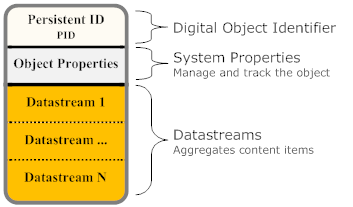 Persistent ID
PID
Digital Object Identifier
Object Properties
System Properties
Manage and track the object
Datastream 1
Datastream ...
Datastream N
Datastreams
Aggregates content items